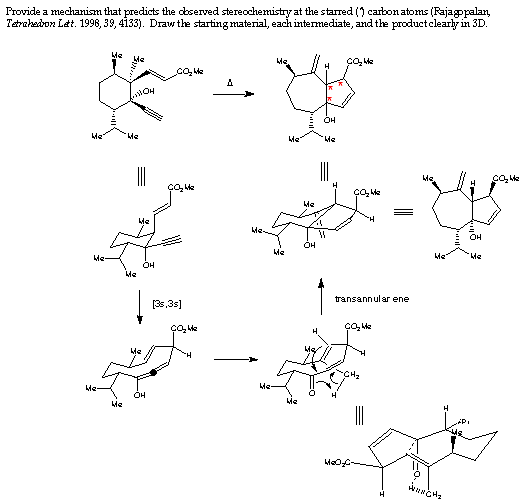 Provide a mechanism that predicts the observed stereochemistry at the starred (*) carbon atoms (Rajagopalan,
Tetrahedron Lett. 1998, 39, 4133). Draw the starting material, each intermediate, and the product clearly in 3D.
Me Me CO₂Me
OH
Me Me
Δ
Me H CO₂Me
* * *
OH
Me Me
CO₂Me
Me
Me OH
Me
H
CO₂Me
Me
H
Me OH
Me
Me H CO₂Me
OH
Me Me
[3s,3s]
transannular ene
CO₂Me
Me
H
Me OH
Me
H CO₂Me
Me
H
CH₂
Me O H
Me
H iPr
Me
MeO₂C
O
H CH₂
H